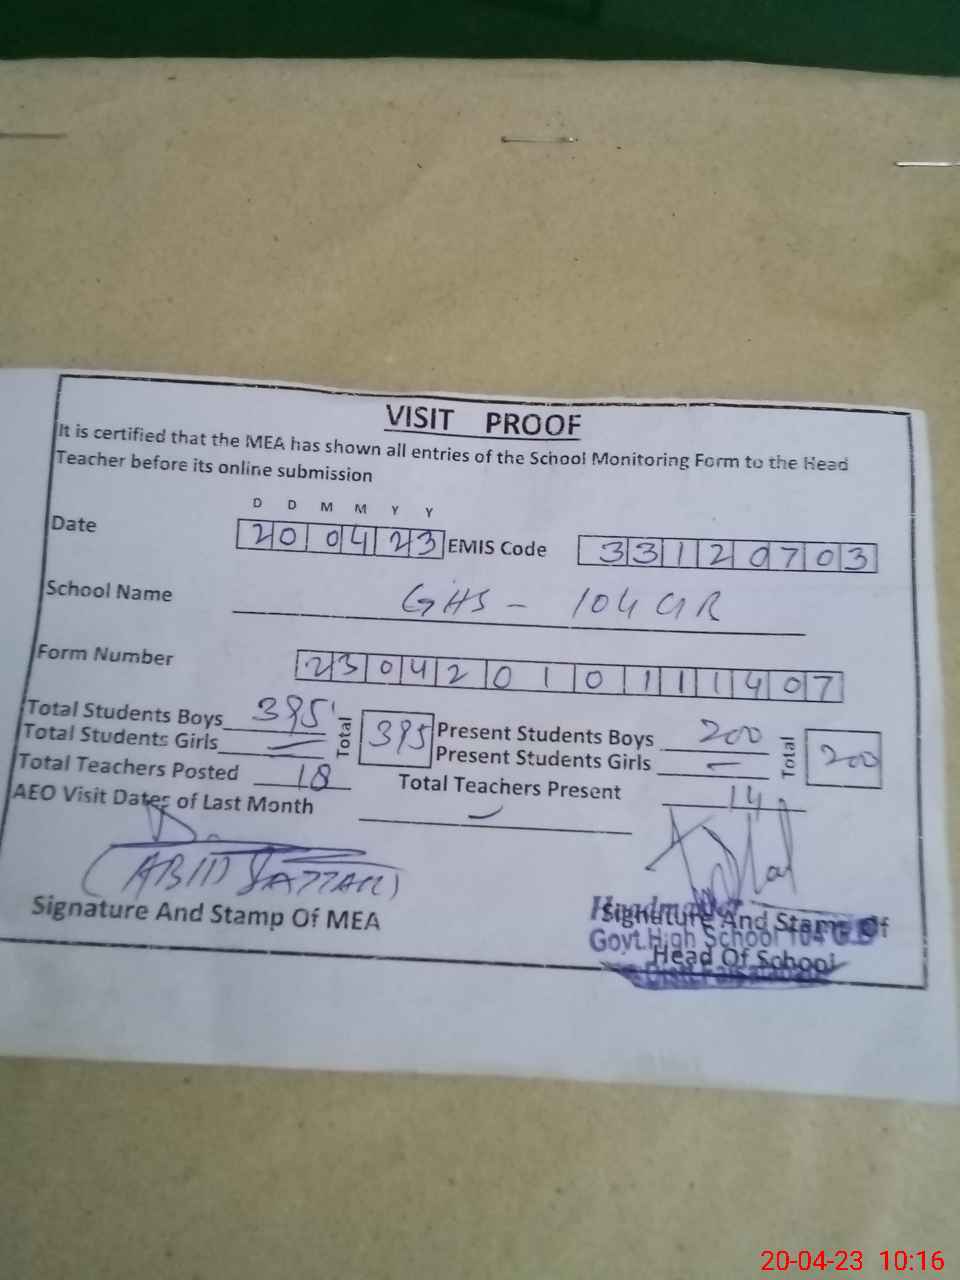 VISIT PROOF
It is certified that the MEA has shown all entries of the School Monitoring Form to the Head
Teacher before its online submission
D D M M Y Y
Date 20 04 23 EMIS Code 33120703
School Name GHS - 104 GR
Form Number 2304201011407
Total Students Boys 395 Total 395 Present Students Boys 200 Total 200
Total Students Girls — Present Students Girls —
Total Teachers Posted 18 Total Teachers Present 14
AEO Visit Dates of Last Month —
(ABID SATTAR)
Signature And Stamp Of MEA
Signature And Stamp Of
Govt. High School 104
Head Of School
20-04-23 10:16